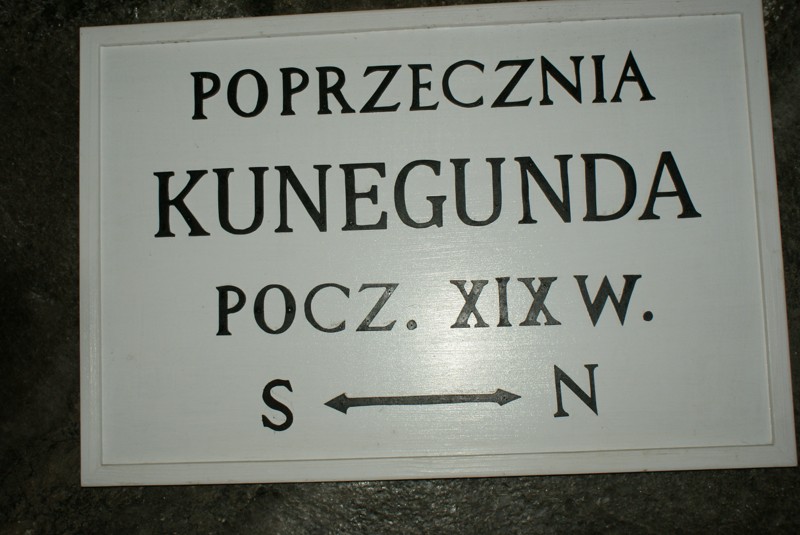 POPRZECZNIA
KUNEGUNDA
POCZ. XIX W.
S ↔ N